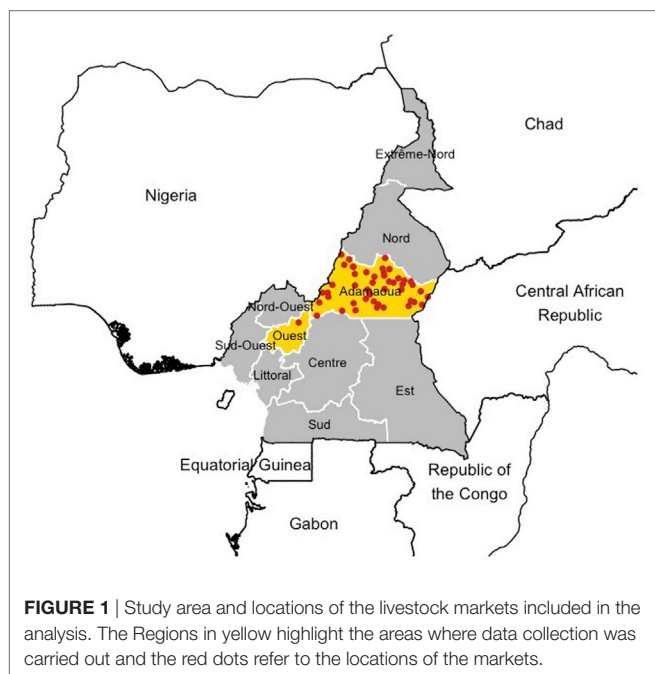 Chad
Extrême-Nord
Nigeria
Nord
Adamaoua
Central African
Republic
Nord-Ouest
Ouest
Sud-Ouest
Centre
Littoral
Est
Sud
Equatorial Guinea
Republic of
the Congo
Gabon
FIGURE 1 | Study area and locations of the livestock markets included in the
analysis. The Regions in yellow highlight the areas where data collection was
carried out and the red dots refer to the locations of the markets.